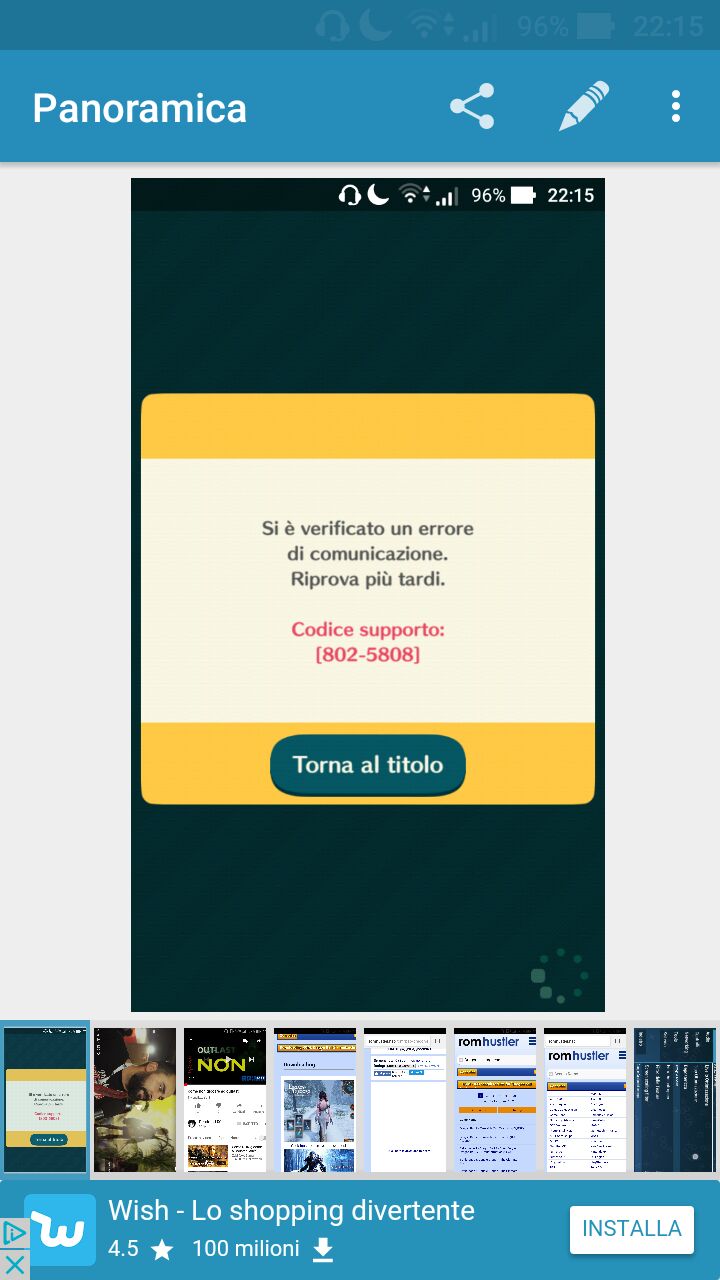 96% 22:15
Panoramica
96% 22:15
Si è verificato un errore
di comunicazione.
Riprova più tardi.
Codice supporto:
[802-5808]
Torna al titolo
OUTLAST
NON
romhustler
romhustler
Wish - Lo shopping divertente
4.5 ★ 100 milioni
INSTALLA